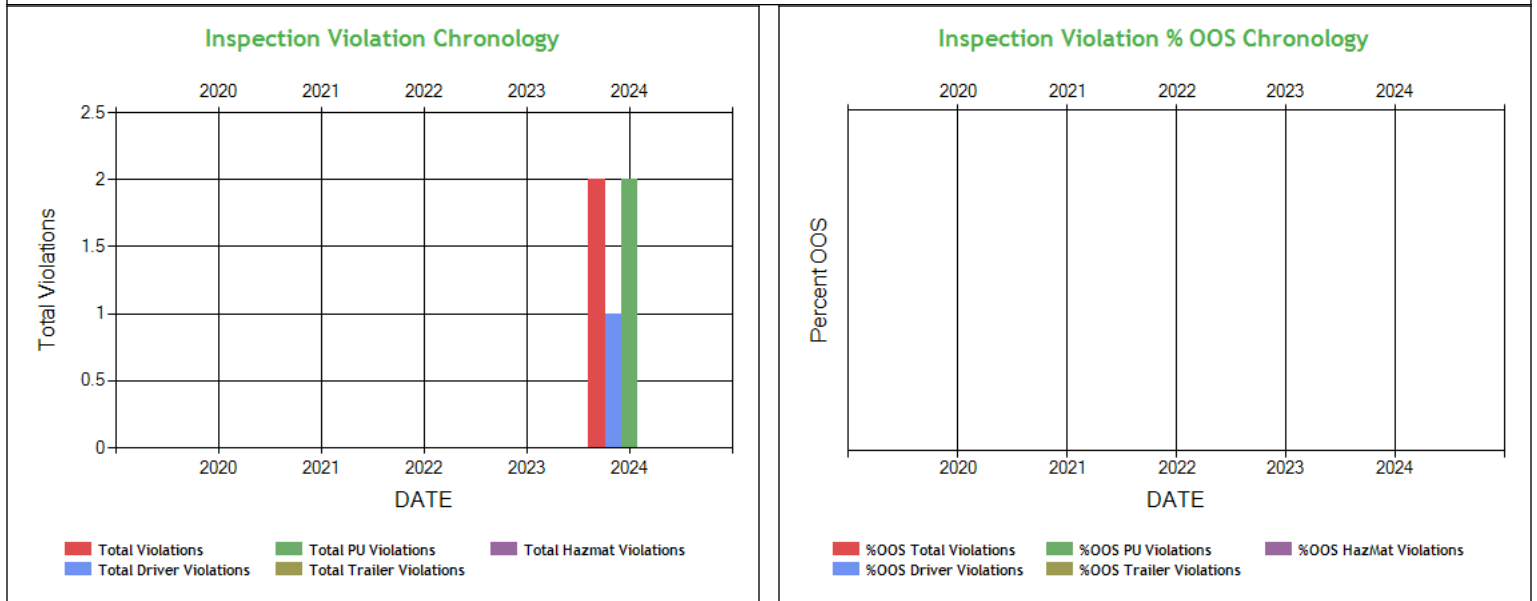 Inspection Violation Chronology
2020 2021 2022 2023 2024
2.5
2
1.5
1
0.5
0
Total Violations
2020 2021 2022 2023 2024
DATE
Total Violations Total PU Violations Total Hazmat Violations
Total Driver Violations Total Trailer Violations
Inspection Violation % OOS Chronology
2020 2021 2022 2023 2024
Percent OOS
2020 2021 2022 2023 2024
DATE
%OOS Total Violations %OOS PU Violations %OOS HazMat Violations
%OOS Driver Violations %OOS Trailer Violations